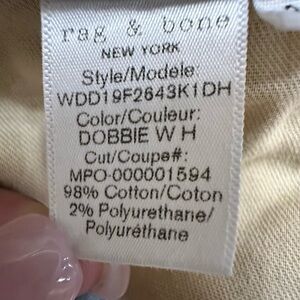 rag & bone
NEW YORK
Style/Modele:
WDD19F2643K1DH
Color/Couleur:
DOBBIE W H
Cut/Coupe#:
MPO-000001594
98% Cotton/Coton
2% Polyurethane/
Polyuréthane